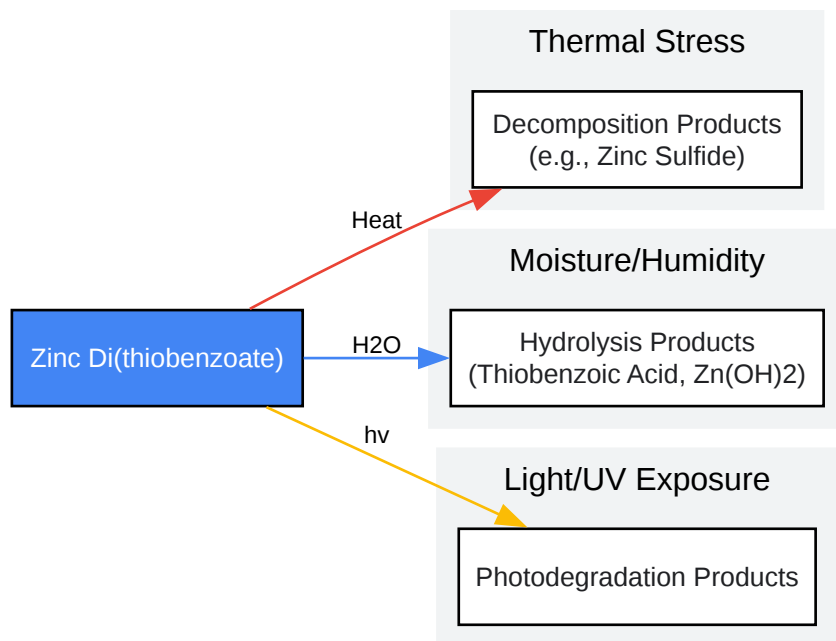 Thermal Stress
Decomposition Products
(e.g., Zinc Sulfide)
Heat
Moisture/Humidity
Zinc Di(thiobenzoate)
H2O
Hydrolysis Products
(Thiobenzoic Acid, Zn(OH)2)
hv
Light/UV Exposure
Photodegradation Products